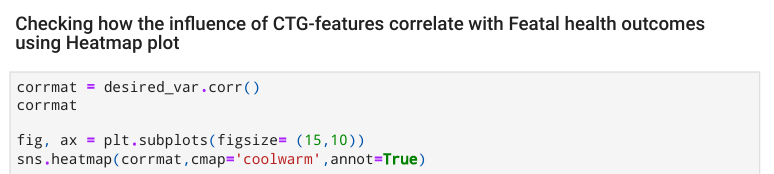 Checking how the influence of CTG-features correlate with Featal health outcomes
using Heatmap plot
corrmat = desired_var.corr()
corrmat
fig, ax = plt.subplots(figsize= (15,10))
sns.heatmap(corrmat,cmap='coolwarm',annot=True)